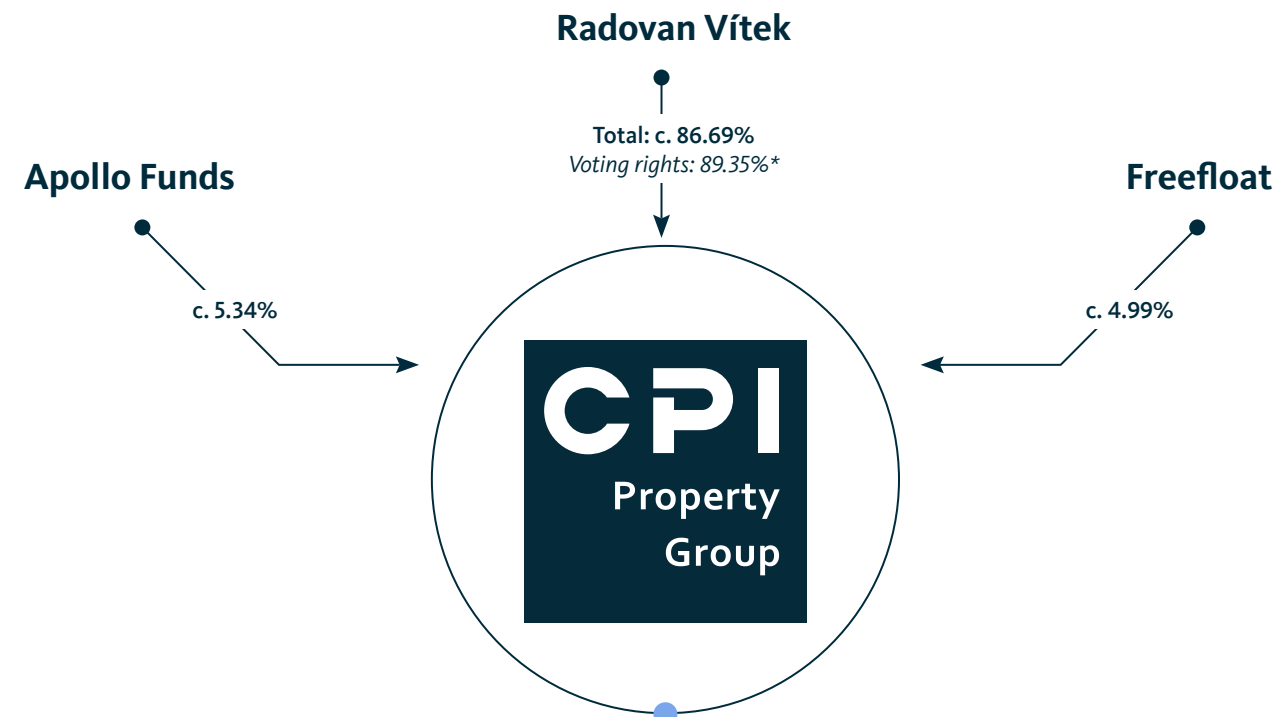 Radovan Vítek
Total: c. 86.69%
Voting rights: 89.35%*
Apollo Funds
Freefloat
c. 5.34%
c. 4.99%
CPI
Property
Group